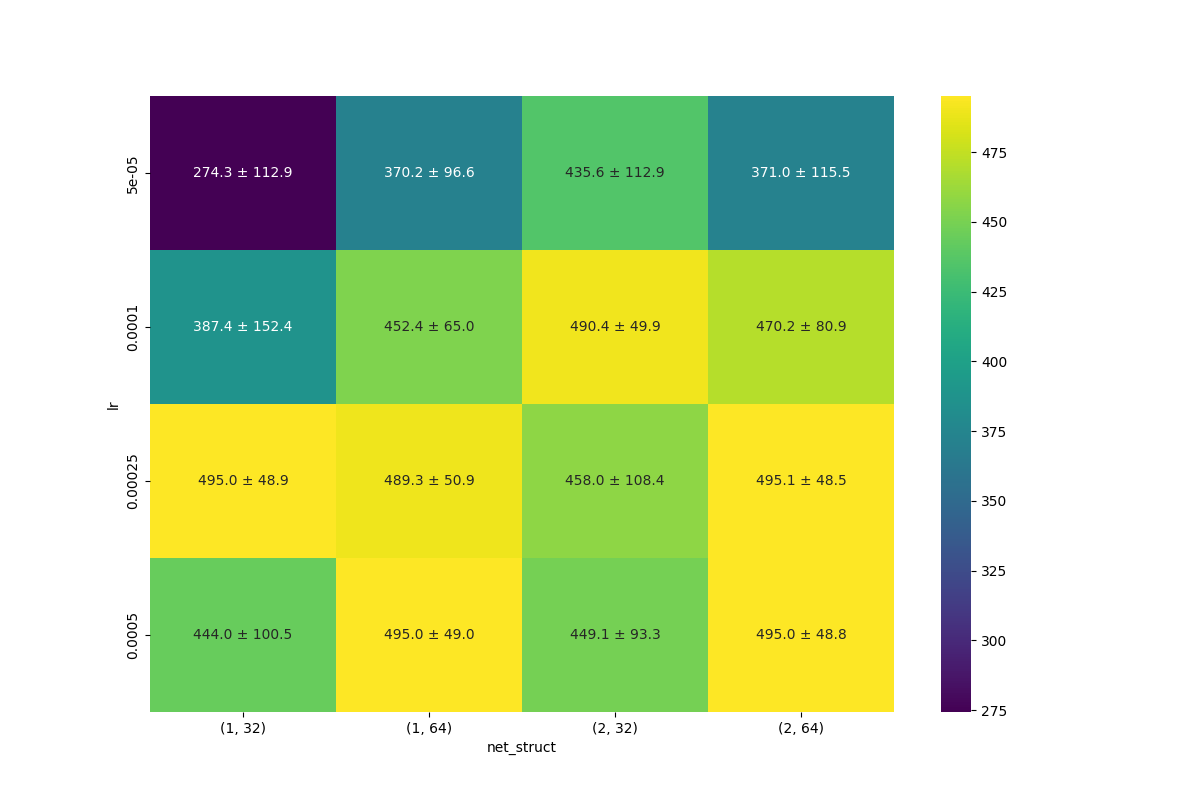 5e-05
274.3 ± 112.9 370.2 ± 96.6 435.6 ± 112.9 371.0 ± 115.5
0.0001
387.4 ± 152.4 452.4 ± 65.0 490.4 ± 49.9 470.2 ± 80.9
lr
0.00025
495.0 ± 48.9 489.3 ± 50.9 458.0 ± 108.4 495.1 ± 48.5
0.0005
444.0 ± 100.5 495.0 ± 49.0 449.1 ± 93.3 495.0 ± 48.8
(1, 32) (1, 64) (2, 32) (2, 64)
net_struct
475
450
425
400
375
350
325
300
275